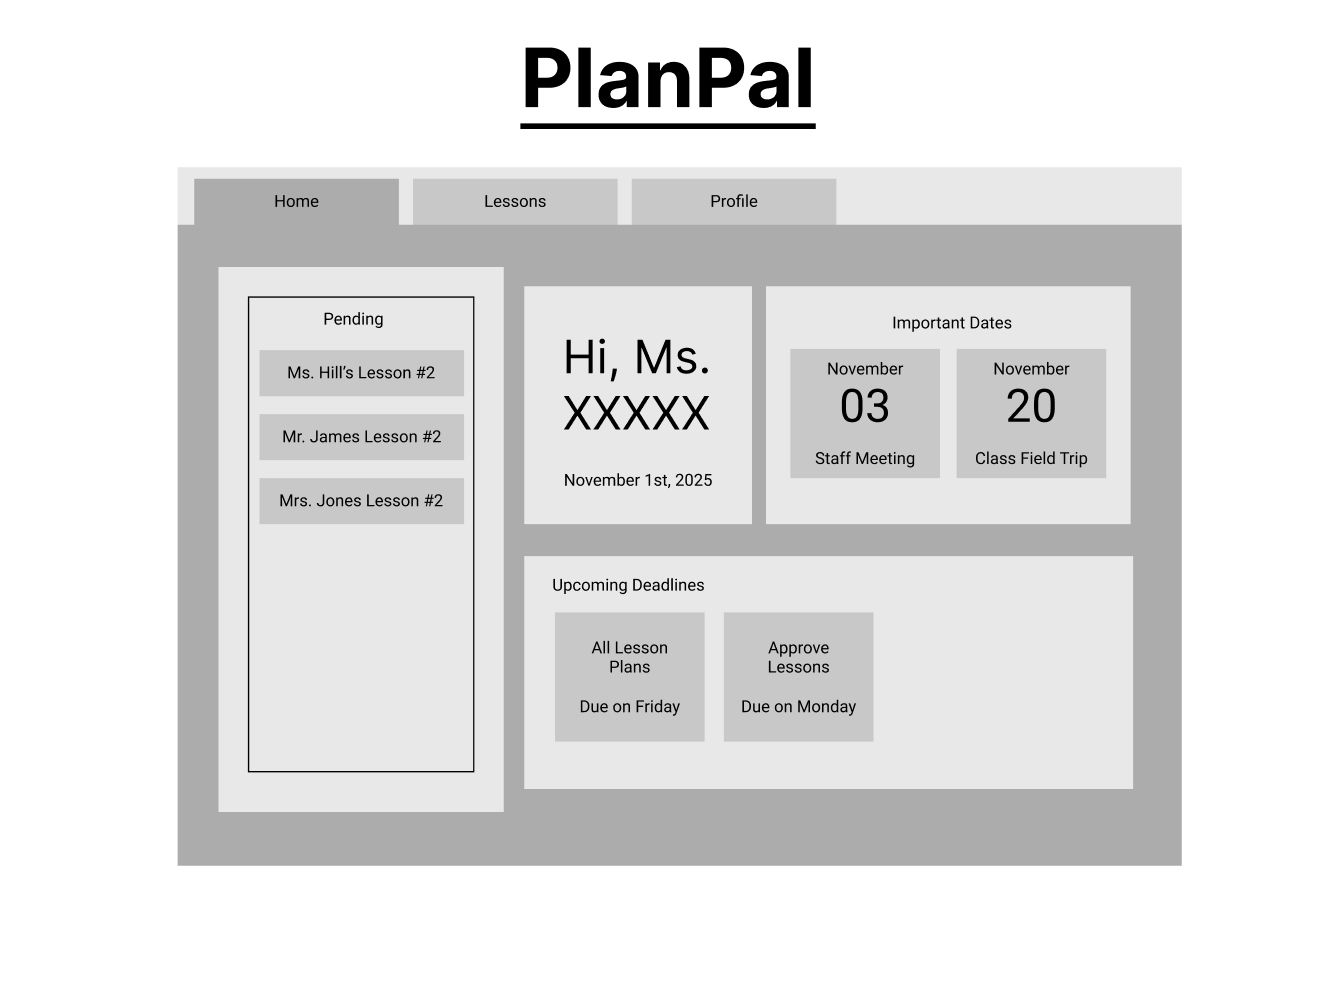 PlanPal
Home
Lessons
Profile
Pending
Ms. Hill’s Lesson #2
Mr. James Lesson #2
Mrs. Jones Lesson #2
Hi, Ms.
XXXXX
November 1st, 2025
Important Dates
November
03
Staff Meeting
November
20
Class Field Trip
Upcoming Deadlines
All Lesson
Plans
Due on Friday
Approve
Lessons
Due on Monday